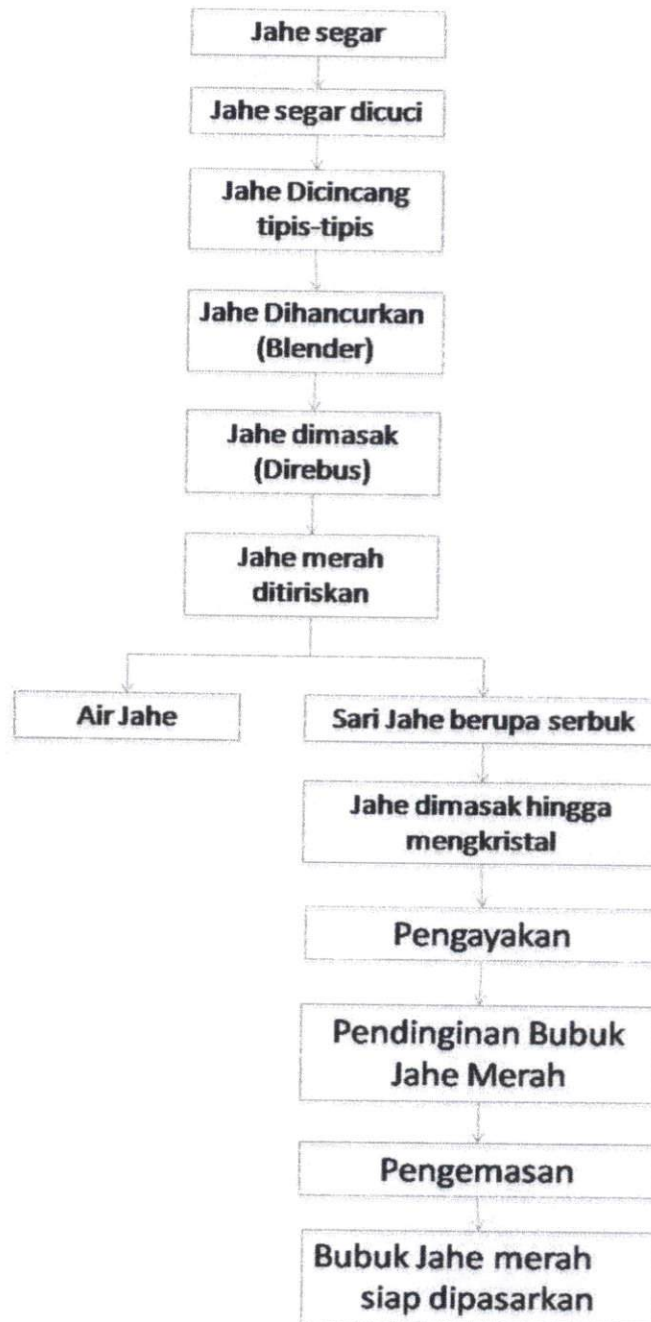 Jahe segar
Jahe segar dicuci
Jahe Dicincang
tipis-tipis
Jahe Dihancurkan
(Blender)
Jahe dimasak
(Direbus)
Jahe merah
ditiriskan
Air Jahe
Sari Jahe berupa serbuk
Jahe dimasak hingga
mengkristal
Pengayakan
Pendinginan Bubuk
Jahe Merah
Pengemasan
Bubuk Jahe merah
siap dipasarkan